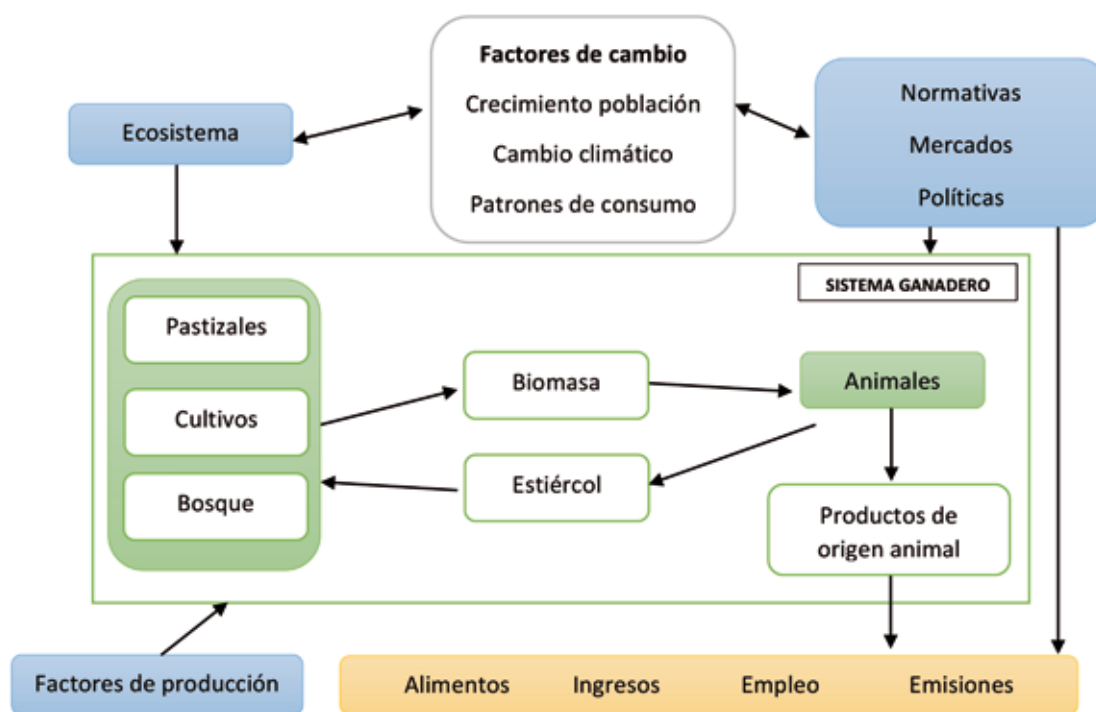 Factores de cambio
Crecimiento población
Cambio climático
Patrones de consumo
Ecosistema
Normativas
Mercados
Políticas
SISTEMA GANADERO
Pastizales
Cultivos
Bosque
Biomasa
Estiércol
Animales
Productos de
origen animal
Factores de producción
Alimentos Ingresos Empleo Emisiones